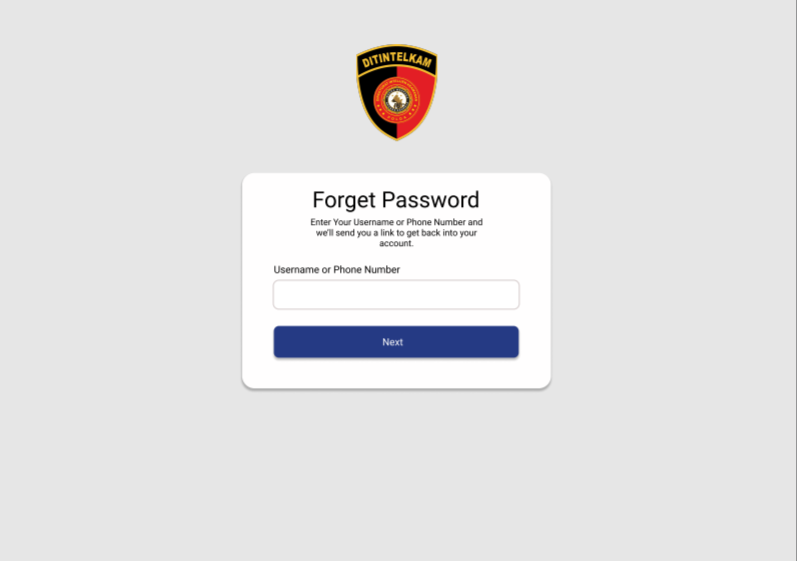 DITINTELKAM
Forget Password
Enter Your Username or Phone Number and
we'll send you a link to get back into your
account.
Username or Phone Number
Next